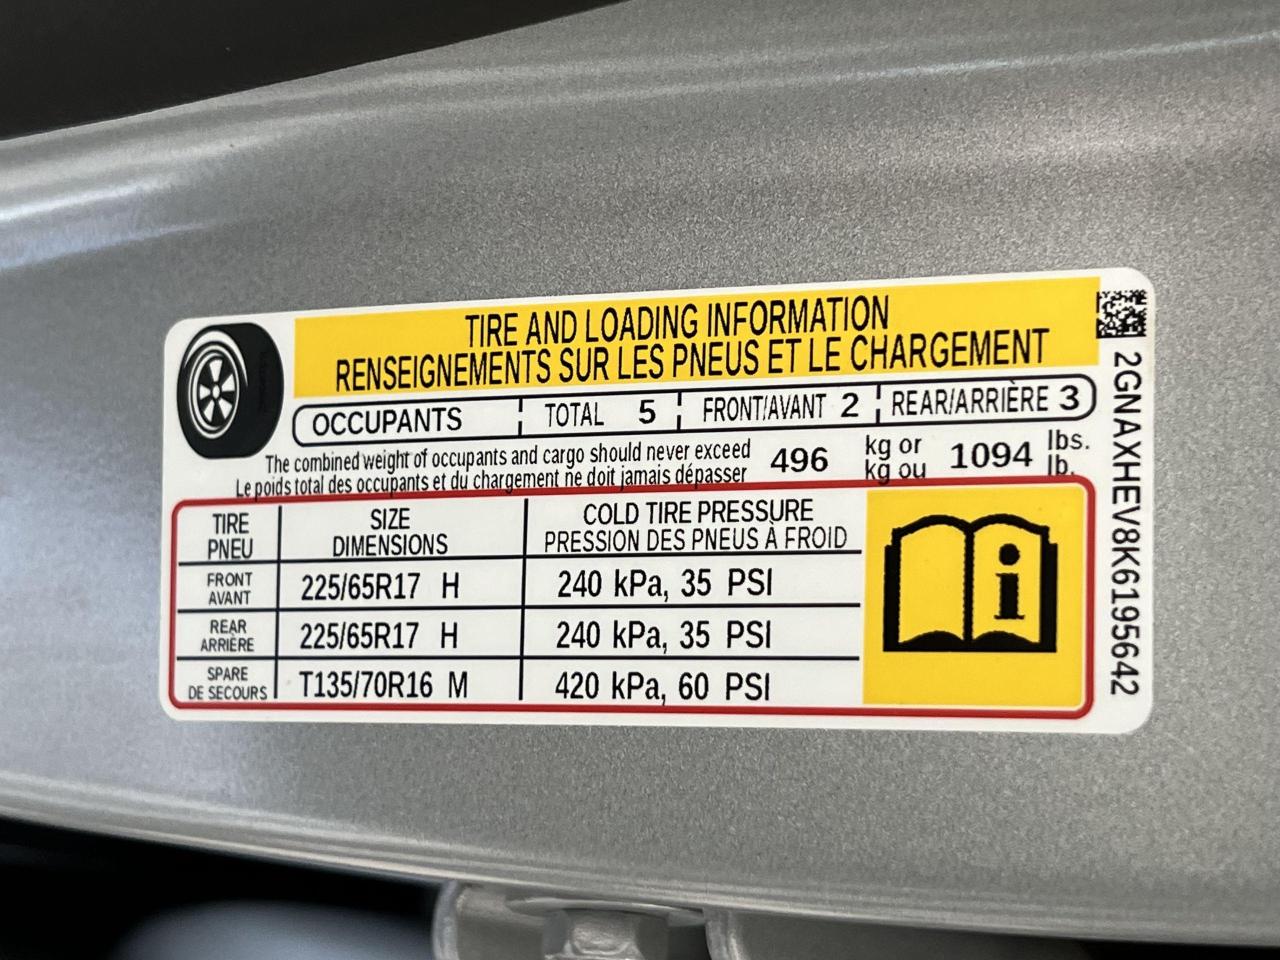 TIRE AND LOADING INFORMATION
RENSEIGNEMENTS SUR LES PNEUS ET LE CHARGEMENT
OCCUPANTS TOTAL 5 FRONT/AVANT 2 REAR/ARRIÈRE 3
The combined weight of occupants and cargo should never exceed 496 kg or 1094 lbs.
Le poids total des occupants et du chargement ne doit jamais dépasser kg ou lb.
TIRE SIZE COLD TIRE PRESSURE
PNEU DIMENSIONS PRESSION DES PNEUS À FROID
FRONT
AVANT 225/65R17 H 240 kPa, 35 PSI
REAR
ARRIÈRE 225/65R17 H 240 kPa, 35 PSI
SPARE
DE SECOURS T135/70R16 M 420 kPa, 60 PSI
i
2GNAXHEV8K6195642